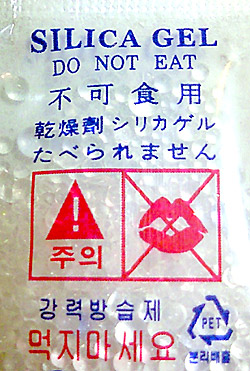 SILICA GEL
DO NOT EAT
不可食用
乾燥劑シリカゲル
たべられません
주의
강력방습제
먹지마세요
PET
분리배출